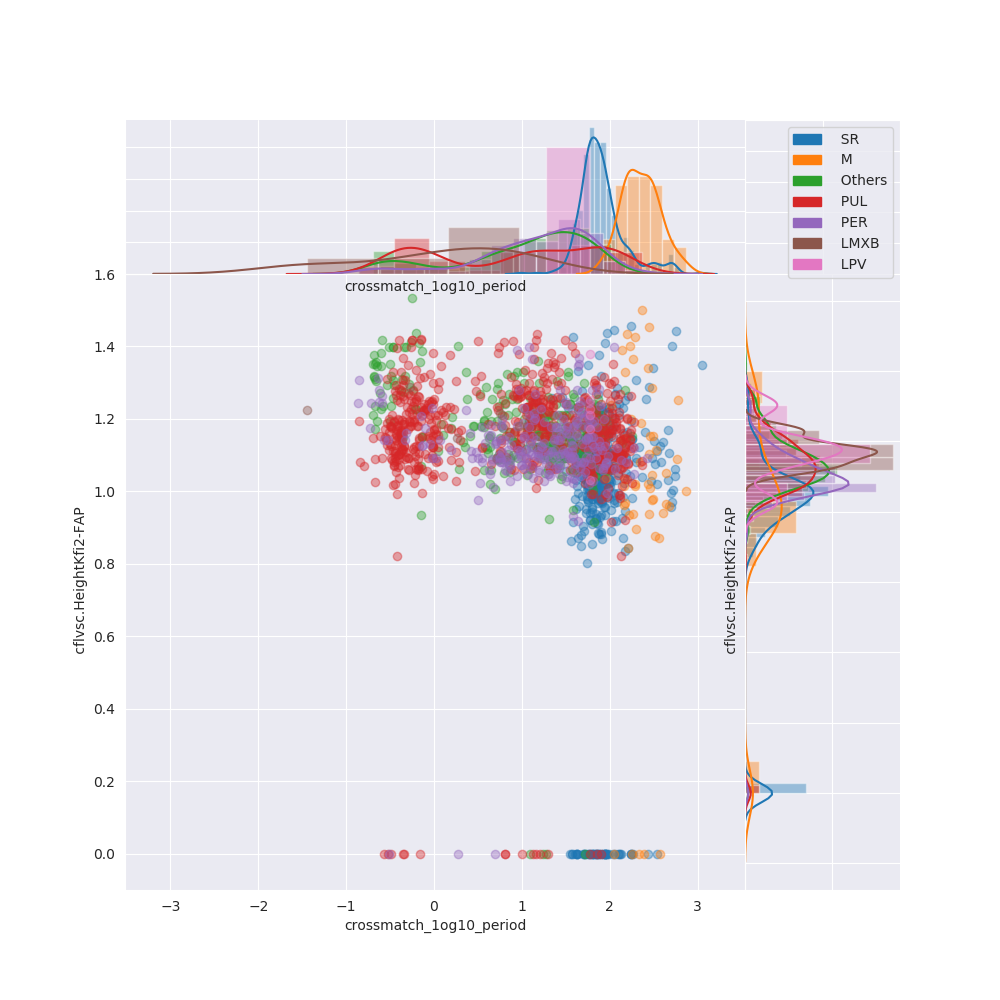 SR
M
Others
PUL
PER
LMXB
LPV
1.6
crossmatch_1og10_period
1.4
1.2
1.0
0.8
0.6
0.4
0.2
0.0
cflvsc.HeightKfi2-FAP
cflvsc.HeightKfi2-FAP
−3
−2
−1
0
1
2
3
crossmatch_1og10_period